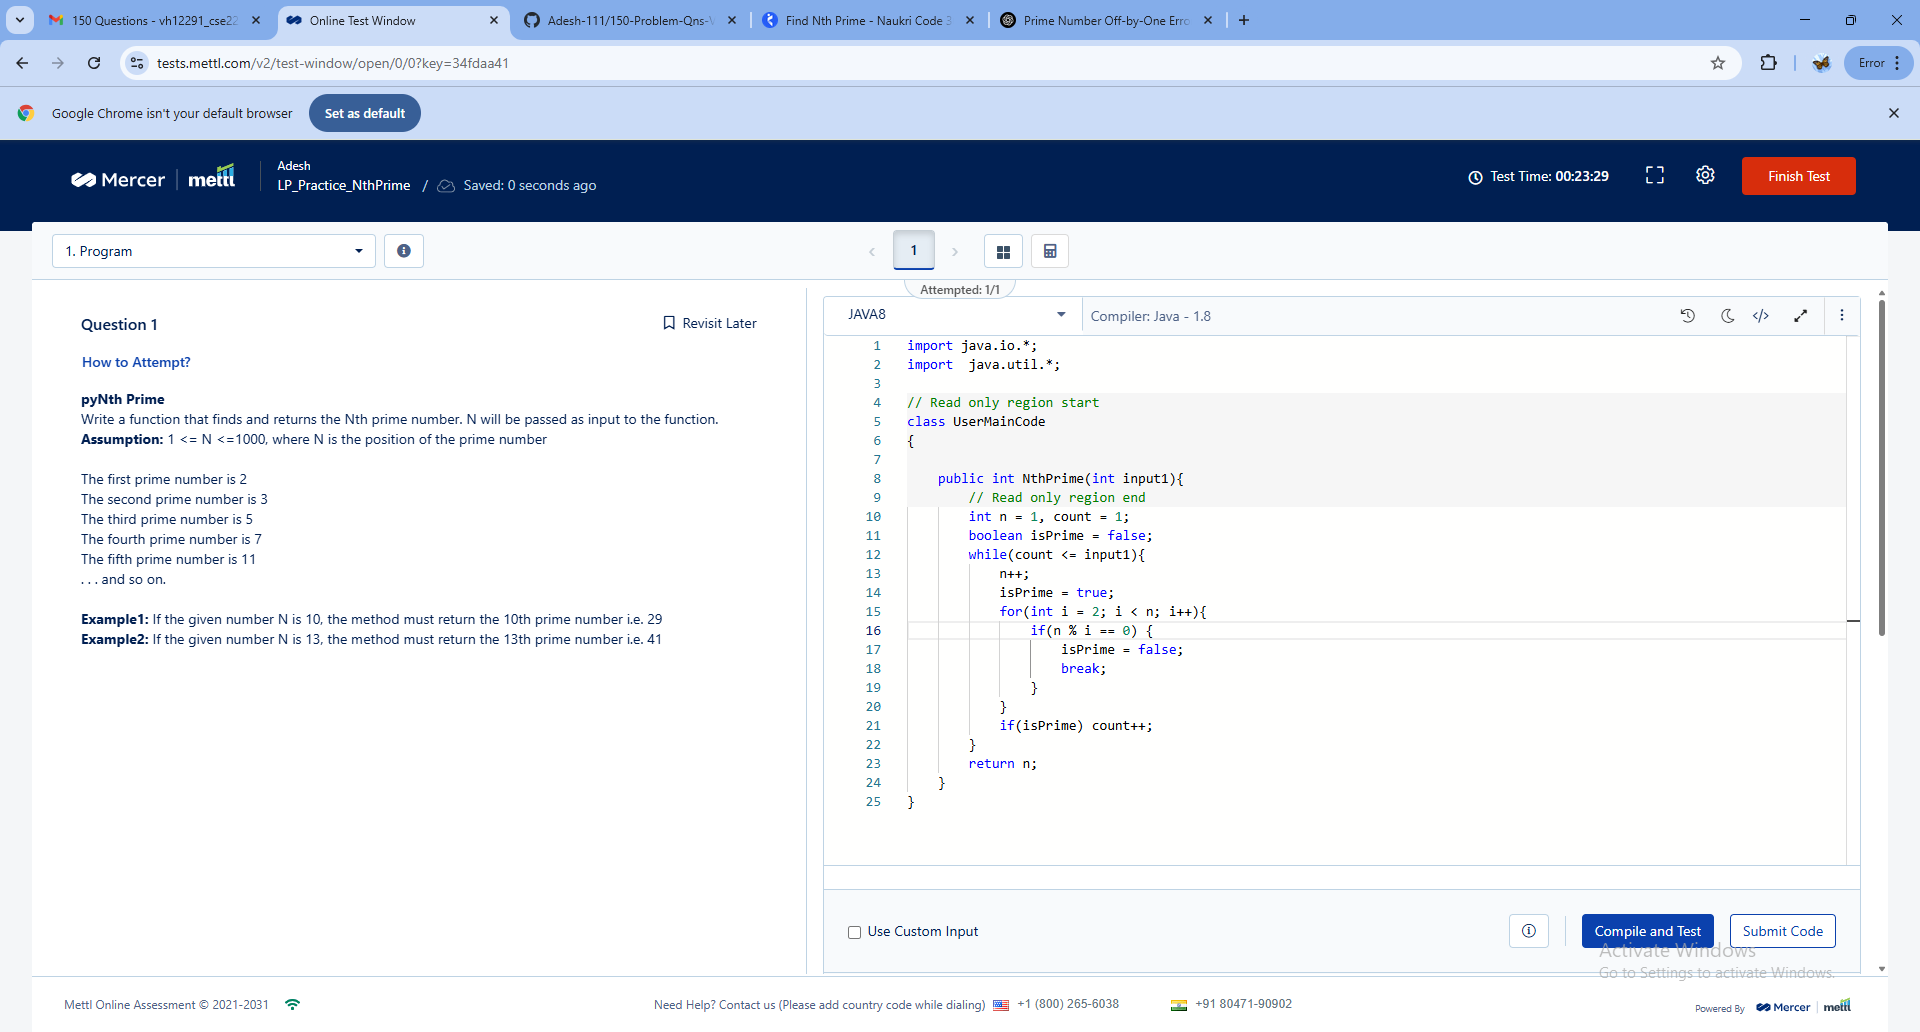 150 Questions - vh12291_cse22
Online Test Window
Adesh-111/150-Problem-Qns-
Find Nth Prime - Naukri Code 3
Prime Number Off-by-One Erro
tests.mettl.com/v2/test-window/open/0/0?key=34fdaa41
Error
Google Chrome isn't your default browser
Set as default
Mercer | mettl
Adesh
LP_Practice_NthPrime / Saved: 0 seconds ago
Test Time: 00:23:29
Finish Test
1. Program
1
Attempted: 1/1
Question 1
Revisit Later
How to Attempt?
pyNth Prime
Write a function that finds and returns the Nth prime number. N will be passed as input to the function.
Assumption: 1 <= N <=1000, where N is the position of the prime number
The first prime number is 2
The second prime number is 3
The third prime number is 5
The fourth prime number is 7
The fifth prime number is 11
. . . and so on.
Example1: If the given number N is 10, the method must return the 10th prime number i.e. 29
Example2: If the given number N is 13, the method must return the 13th prime number i.e. 41
JAVA8
Compiler: Java - 1.8
1 import java.io.*;
2 import  java.util.*;
3
4 // Read only region start
5 class UserMainCode
6 {
7
8     public int NthPrime(int input1){
9         // Read only region end
10         int n = 1, count = 1;
11         boolean isPrime = false;
12         while(count <= input1){
13             n++;
14             isPrime = true;
15             for(int i = 2; i < n; i++){
16                 if(n % i == 0) {
17                     isPrime = false;
18                     break;
19                 }
20             }
21             if(isPrime) count++;
22         }
23         return n;
24     }
25 }
Use Custom Input
Compile and Test
Submit Code
Activate Windows
Go to Settings to activate Windows.
Mettl Online Assessment © 2021-2031
Need Help? Contact us (Please add country code while dialing) +1 (800) 265-6038
+91 80471-90902
Powered By Mercer | mettl